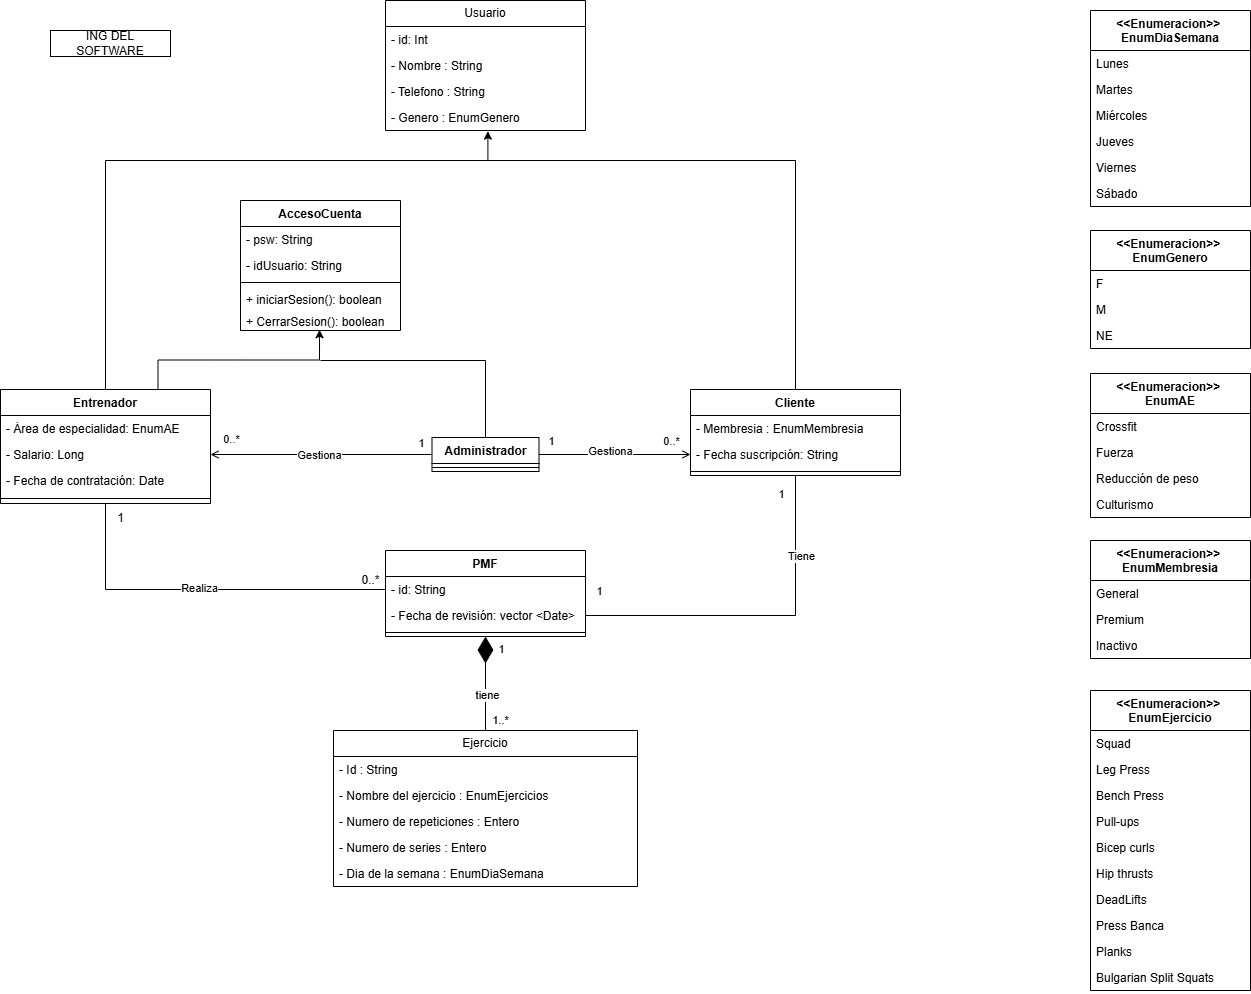 ING DEL
SOFTWARE
Usuario
- id: Int
- Nombre : String
- Telefono : String
- Genero : EnumGenero
AccesoCuenta
- psw: String
- idUsuario: String
+ iniciarSesion(): boolean
+ CerrarSesion(): boolean
Entrenador
- Área de especialidad: EnumAE
- Salario: Long
- Fecha de contratación: Date
0..*
Gestiona
1
Administrador
1
Gestiona
0..*
Cliente
- Membresia : EnumMembresia
- Fecha suscripción: String
1
Realiza
0..*
PMF
- id: String
- Fecha de revisión: vector <Date>
1
Tiene
1
1
tiene
1..*
Ejercicio
- Id : String
- Nombre del ejercicio : EnumEjercicios
- Numero de repeticiones : Entero
- Numero de series : Entero
- Dia de la semana : EnumDiaSemana
<<Enumeracion>>
EnumDiaSemana
Lunes
Martes
Miércoles
Jueves
Viernes
Sábado
<<Enumeracion>>
EnumGenero
F
M
NE
<<Enumeracion>>
EnumAE
Crossfit
Fuerza
Reducción de peso
Culturismo
<<Enumeracion>>
EnumMembresia
General
Premium
Inactivo
<<Enumeracion>>
EnumEjercicio
Squad
Leg Press
Bench Press
Pull-ups
Bicep curls
Hip thrusts
DeadLifts
Press Banca
Planks
Bulgarian Split Squats